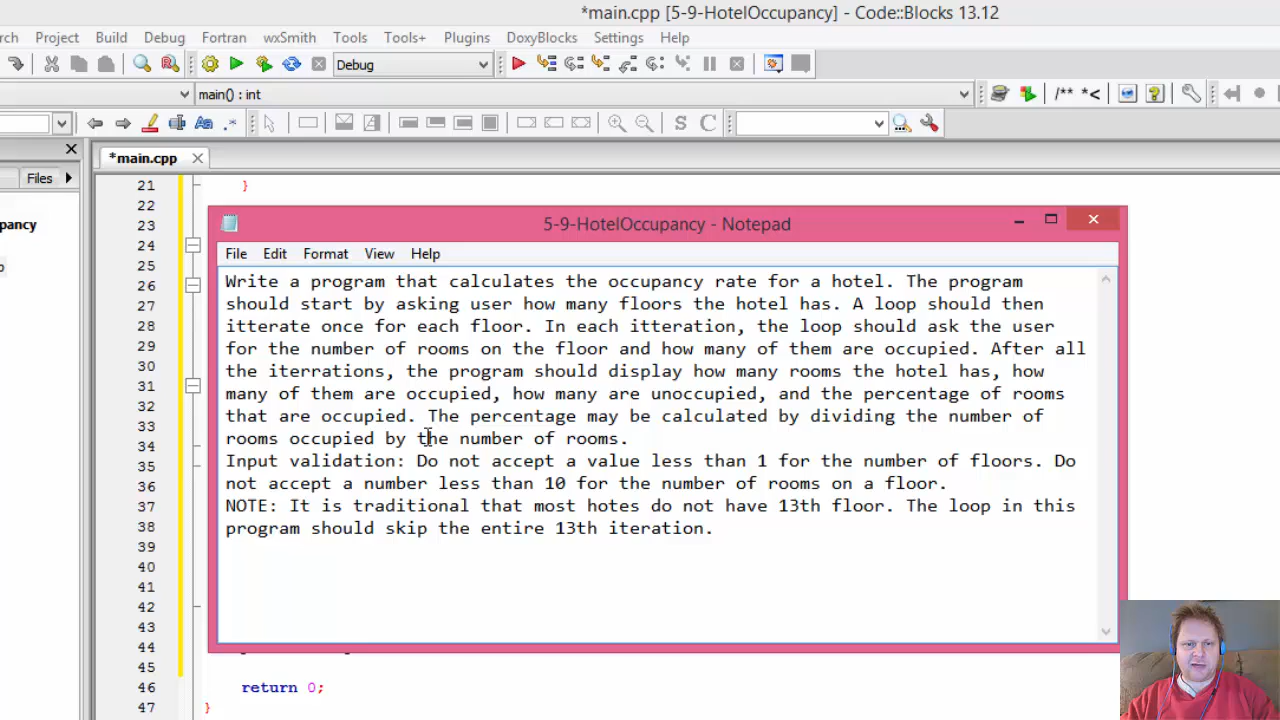 *main.cpp [5-9-HotelOccupancy] - Code::Blocks 13.12
rch Project Build Debug Fortran wxSmith Tools Tools+ Plugins DoxyBlocks Settings Help
Debug
main() : int /** *<
Aa .* S C
*main.cpp
Files
pancy
21 }
22
23
24
25
26
27
28
29
30
31
32
33
34
35
36
37
38
39
40
41
42
43
44
45
46 return 0;
47 }
5-9-HotelOccupancy - Notepad
File Edit Format View Help
Write a program that calculates the occupancy rate for a hotel. The program
should start by asking user how many floors the hotel has. A loop should then
itterate once for each floor. In each itteration, the loop should ask the user
for the number of rooms on the floor and how many of them are occupied. After all
the iterrations, the program should display how many rooms the hotel has, how
many of them are occupied, how many are unoccupied, and the percentage of rooms
that are occupied. The percentage may be calculated by dividing the number of
rooms occupied by the number of rooms.
Input validation: Do not accept a value less than 1 for the number of floors. Do
not accept a number less than 10 for the number of rooms on a floor.
NOTE: It is traditional that most hotes do not have 13th floor. The loop in this
program should skip the entire 13th iteration.